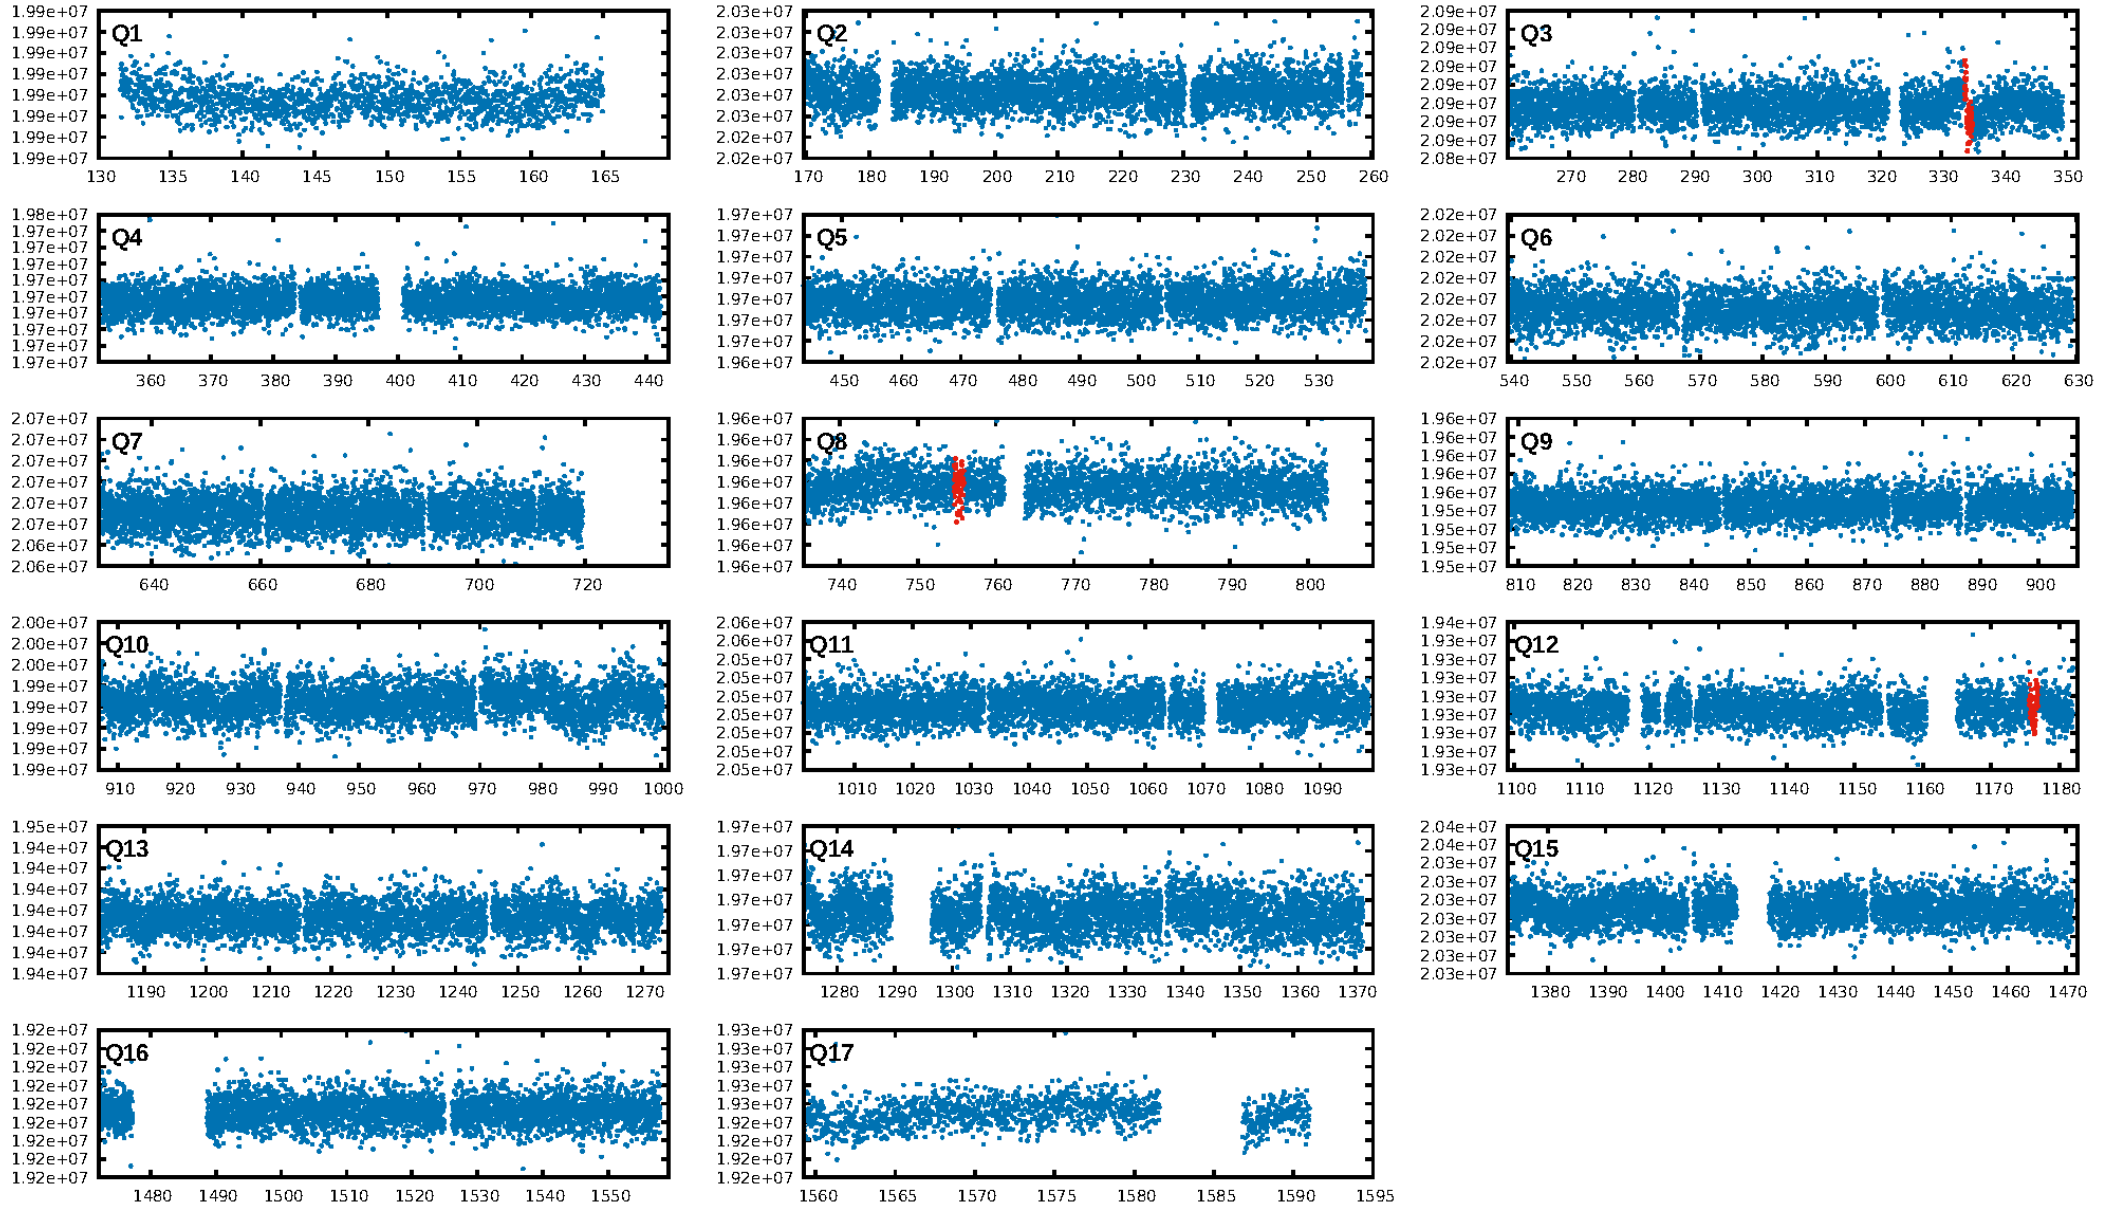 Q1
1.99e+07
1.99e+07
1.99e+07
1.99e+07
1.99e+07
1.99e+07
1.99e+07
1.99e+07
130 135 140 145 150 155 160 165
Q2
2.03e+07
2.03e+07
2.03e+07
2.03e+07
2.03e+07
2.03e+07
2.02e+07
2.02e+07
170 180 190 200 210 220 230 240 250 260
Q3
2.09e+07
2.09e+07
2.09e+07
2.09e+07
2.09e+07
2.09e+07
2.09e+07
2.09e+07
2.08e+07
270 280 290 300 310 320 330 340 350
Q4
1.98e+07
1.97e+07
1.97e+07
1.97e+07
1.97e+07
1.97e+07
1.97e+07
1.97e+07
1.97e+07
1.97e+07
360 370 380 390 400 410 420 430 440
Q5
1.97e+07
1.97e+07
1.97e+07
1.97e+07
1.97e+07
1.97e+07
1.97e+07
1.96e+07
450 460 470 480 490 500 510 520 530
Q6
2.02e+07
2.02e+07
2.02e+07
2.02e+07
2.02e+07
2.02e+07
2.02e+07
2.02e+07
540 550 560 570 580 590 600 610 620 630
Q7
2.07e+07
2.07e+07
2.07e+07
2.07e+07
2.07e+07
2.07e+07
2.06e+07
2.06e+07
640 660 680 700 720
Q8
1.96e+07
1.96e+07
1.96e+07
1.96e+07
1.96e+07
1.96e+07
1.96e+07
1.96e+07
740 750 760 770 780 790 800
Q9
1.96e+07
1.96e+07
1.96e+07
1.96e+07
1.96e+07
1.95e+07
1.95e+07
1.95e+07
1.95e+07
810 820 830 840 850 860 870 880 890 900
Q10
2.00e+07
2.00e+07
2.00e+07
1.99e+07
1.99e+07
1.99e+07
1.99e+07
1.99e+07
910 920 930 940 950 960 970 980 990 1000
Q11
2.06e+07
2.06e+07
2.05e+07
2.05e+07
2.05e+07
2.05e+07
2.05e+07
2.05e+07
2.05e+07
1010 1020 1030 1040 1050 1060 1070 1080 1090
Q12
1.94e+07
1.93e+07
1.93e+07
1.93e+07
1.93e+07
1.93e+07
1.93e+07
1.93e+07
1.93e+07
1100 1110 1120 1130 1140 1150 1160 1170 1180
Q13
1.95e+07
1.94e+07
1.94e+07
1.94e+07
1.94e+07
1.94e+07
1.94e+07
1.94e+07
1190 1200 1210 1220 1230 1240 1250 1260 1270
Q14
1.97e+07
1.97e+07
1.97e+07
1.97e+07
1.97e+07
1.97e+07
1.97e+07
1280 1290 1300 1310 1320 1330 1340 1350 1360 1370
Q15
2.04e+07
2.04e+07
2.03e+07
2.03e+07
2.03e+07
2.03e+07
2.03e+07
2.03e+07
2.03e+07
1380 1390 1400 1410 1420 1430 1440 1450 1460 1470
Q16
1.92e+07
1.92e+07
1.92e+07
1.92e+07
1.92e+07
1.92e+07
1.92e+07
1.92e+07
1.92e+07
1480 1490 1500 1510 1520 1530 1540 1550
Q17
1.93e+07
1.93e+07
1.93e+07
1.93e+07
1.93e+07
1.92e+07
1.92e+07
1.92e+07
1.92e+07
1560 1565 1570 1575 1580 1585 1590 1595